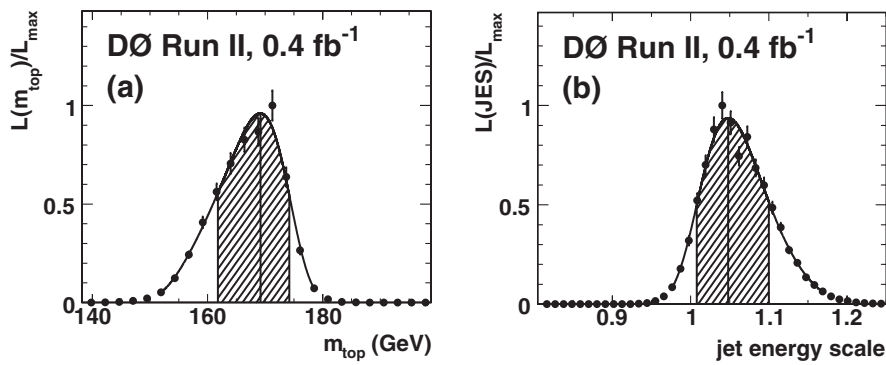 DØ Run II, 0.4 fb⁻¹
(a)
L(m_top)/L_max
1
0.5
0
140 160 180
m_top (GeV)
DØ Run II, 0.4 fb⁻¹
(b)
L(JES)/L_max
1
0.5
0
0.9 1 1.1 1.2
jet energy scale